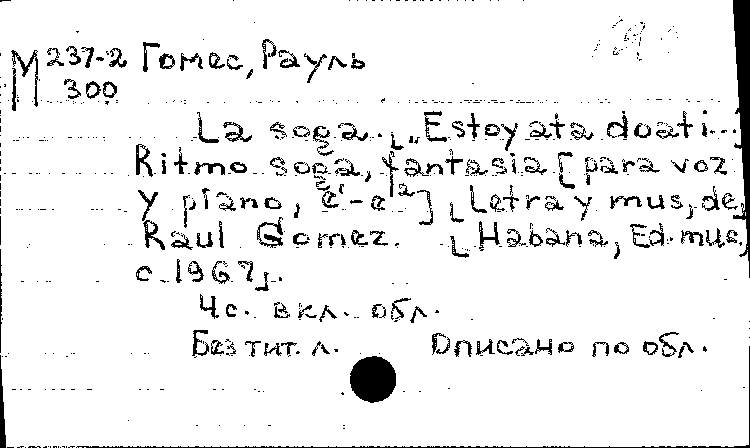 М 237-2 Гомес, Рауль
300
La soga. [„Estoy ata doati...]
Ritmo soga, fantasia [para voz
y piano, e¹-e²] [Letra y mus, de]
Raul Gomez. [Habana, Ed. mus,
c 1967].
4 с. вкл. обл.
Без тит. л. Описано по обл.